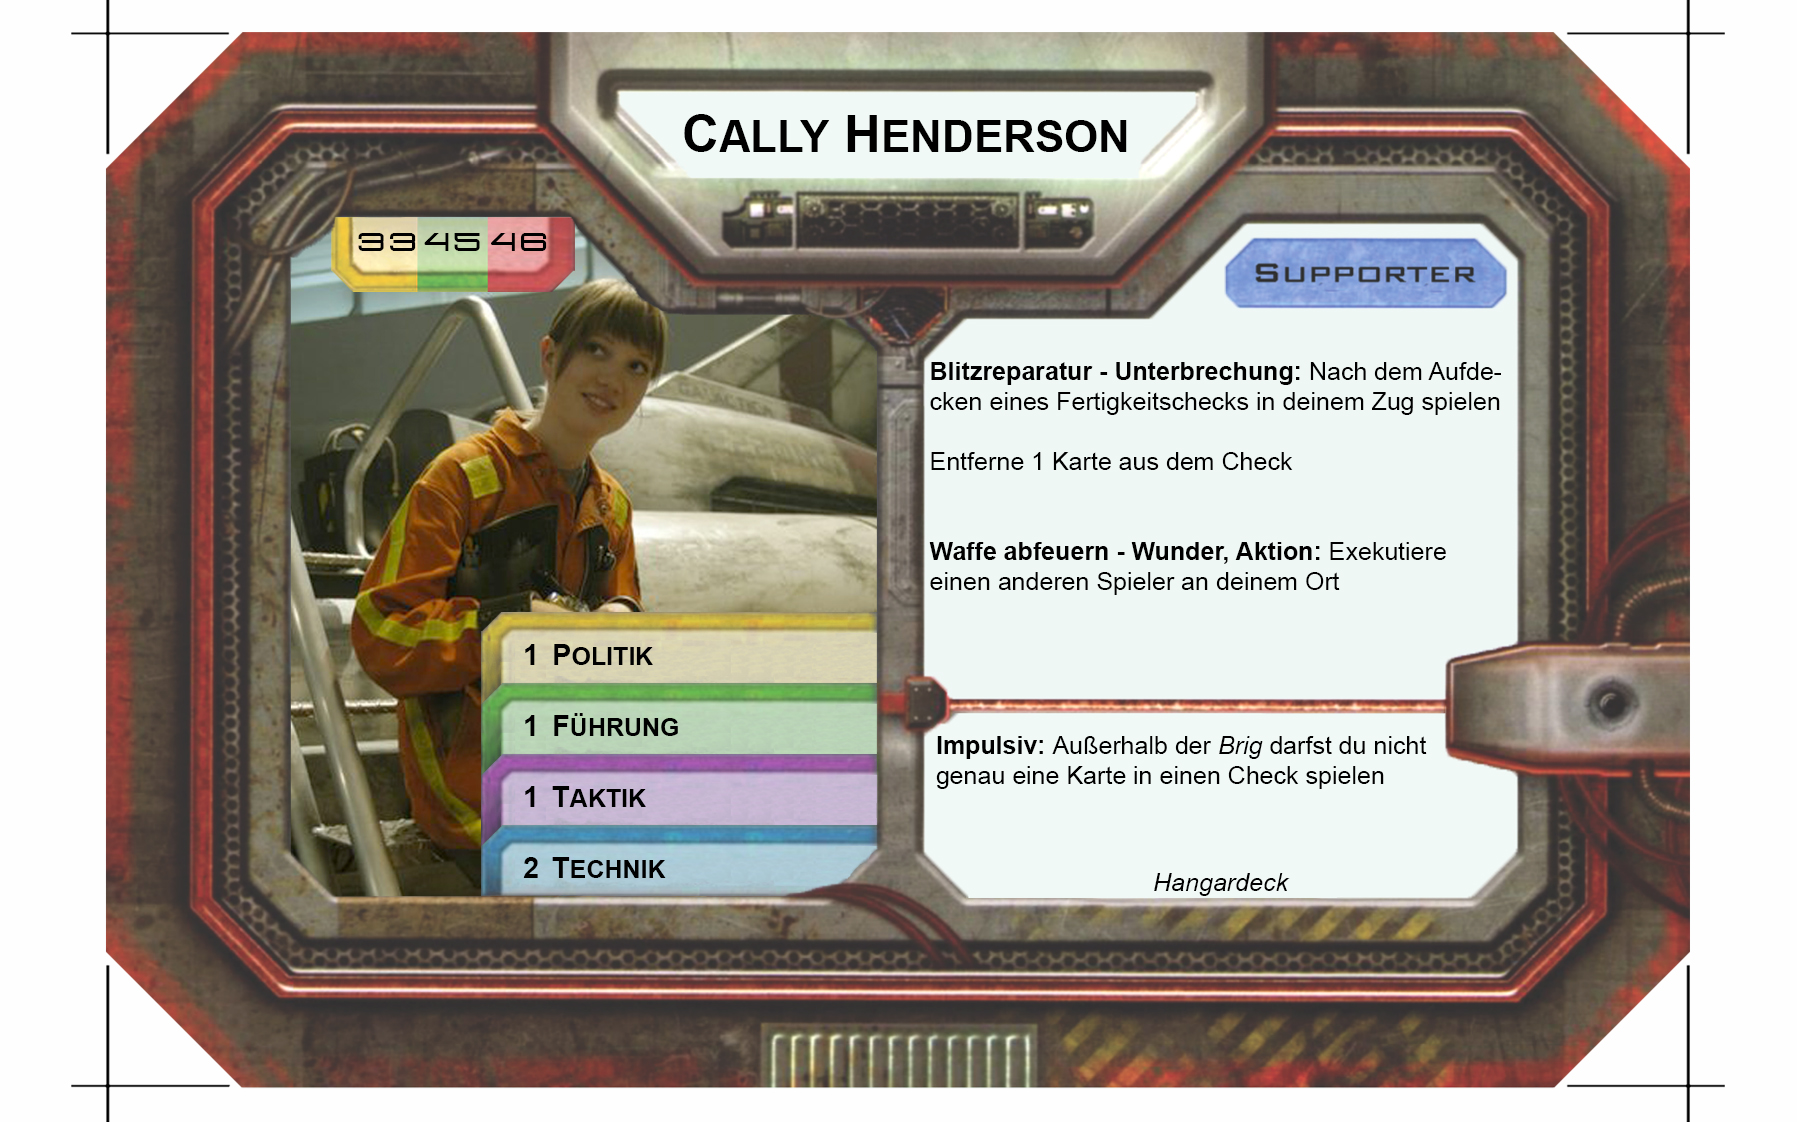 CALLY HENDERSON
33 45 46
SUPPORTER
Blitzreparatur - Unterbrechung: Nach dem Aufde-
cken eines Fertigkeitschecks in deinem Zug spielen
Entferne 1 Karte aus dem Check
Waffe abfeuern - Wunder, Aktion: Exekutiere
einen anderen Spieler an deinem Ort
1 POLITIK
1 FÜHRUNG
1 TAKTIK
2 TECHNIK
Impulsiv: Außerhalb der Brig darfst du nicht
genau eine Karte in einen Check spielen
Hangardeck